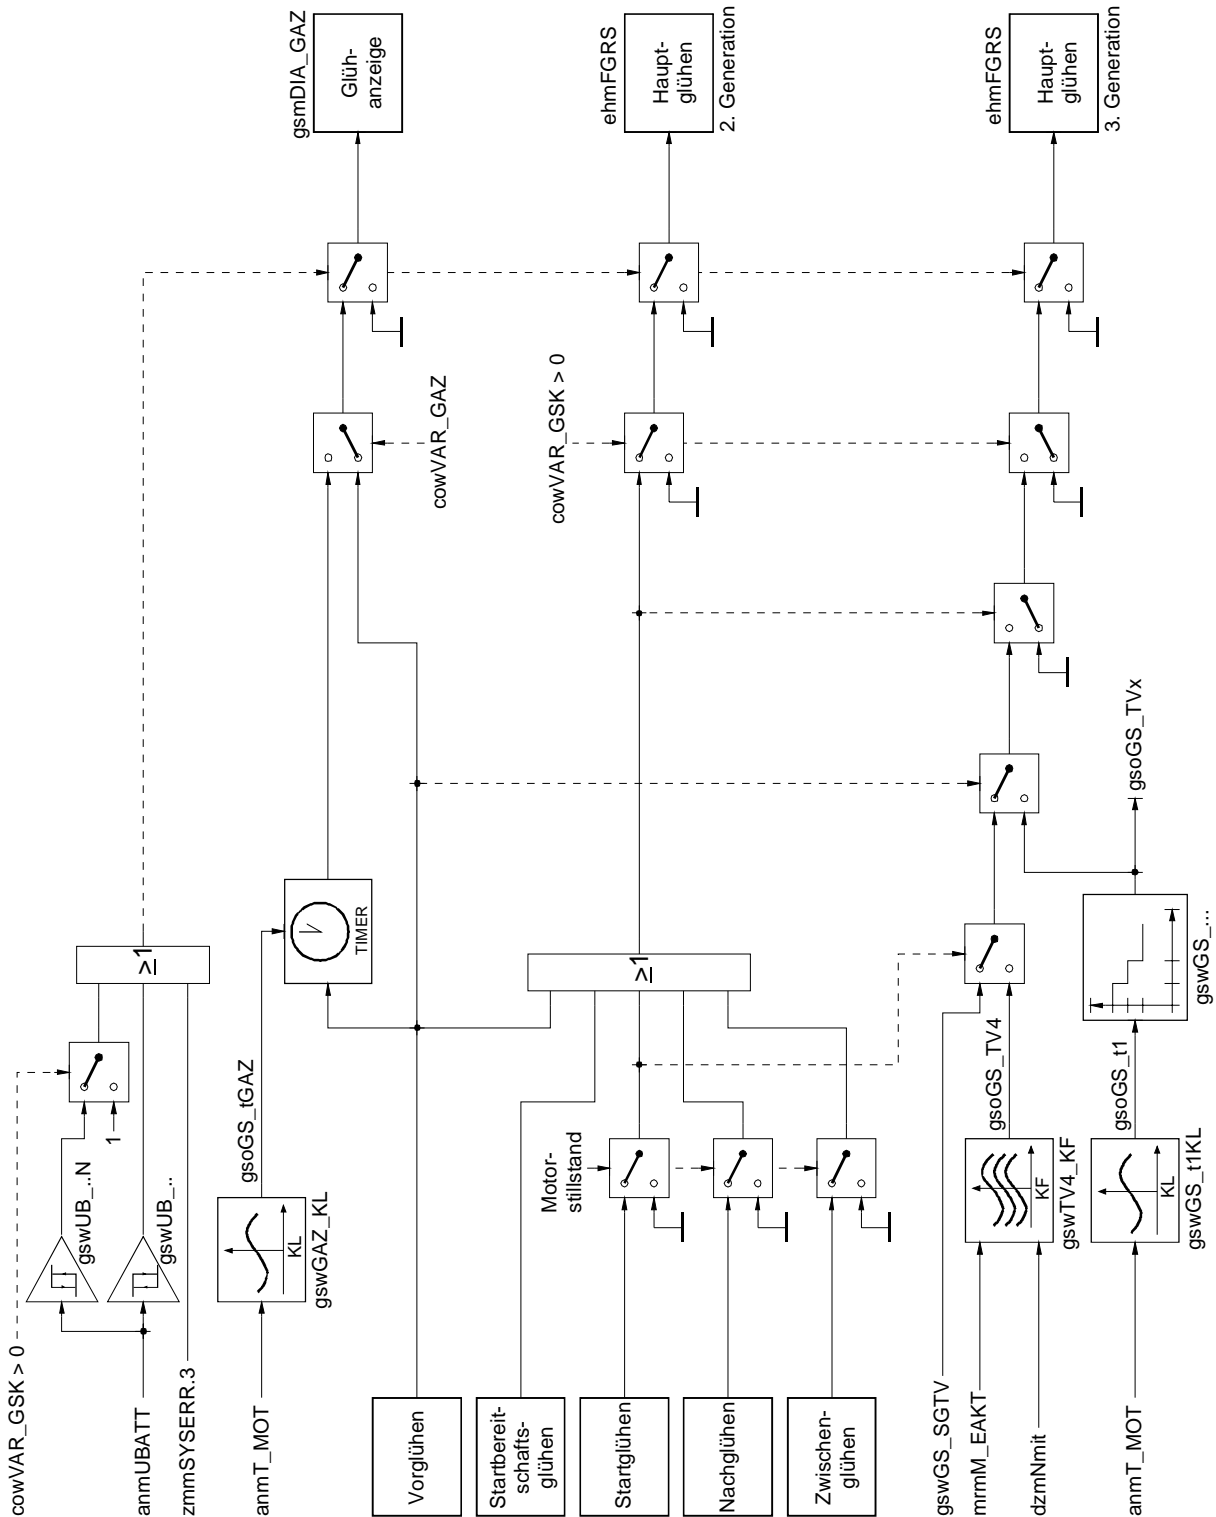 cowVAR_GSK > 0
anmUBATT
zmmSYSERR.3
gswUB_..N
gswUB_..
1
≥1
anmT_MOT
KL
gswGAZ_KL
gsoGS_tGAZ
TIMER
cowVAR_GAZ
gsmDIA_GAZ
Glüh-
anzeige
Vorglühen
Startbereit-
schafts-
glühen
Startglühen
Nachglühen
Zwischen-
glühen
Motor-
stillstand
≥1
cowVAR_GSK > 0
ehmFGRS
Haupt-
glühen
2. Generation
gswGS_SGTV
mrmM_EAKT
dzmNmit
KF
gswTV4_KF
gsoGS_TV4
anmT_MOT
KL
gswGS_t1KL
gsoGS_t1
gswGS_...
gsoGS_TVx
ehmFGRS
Haupt-
glühen
3. Generation